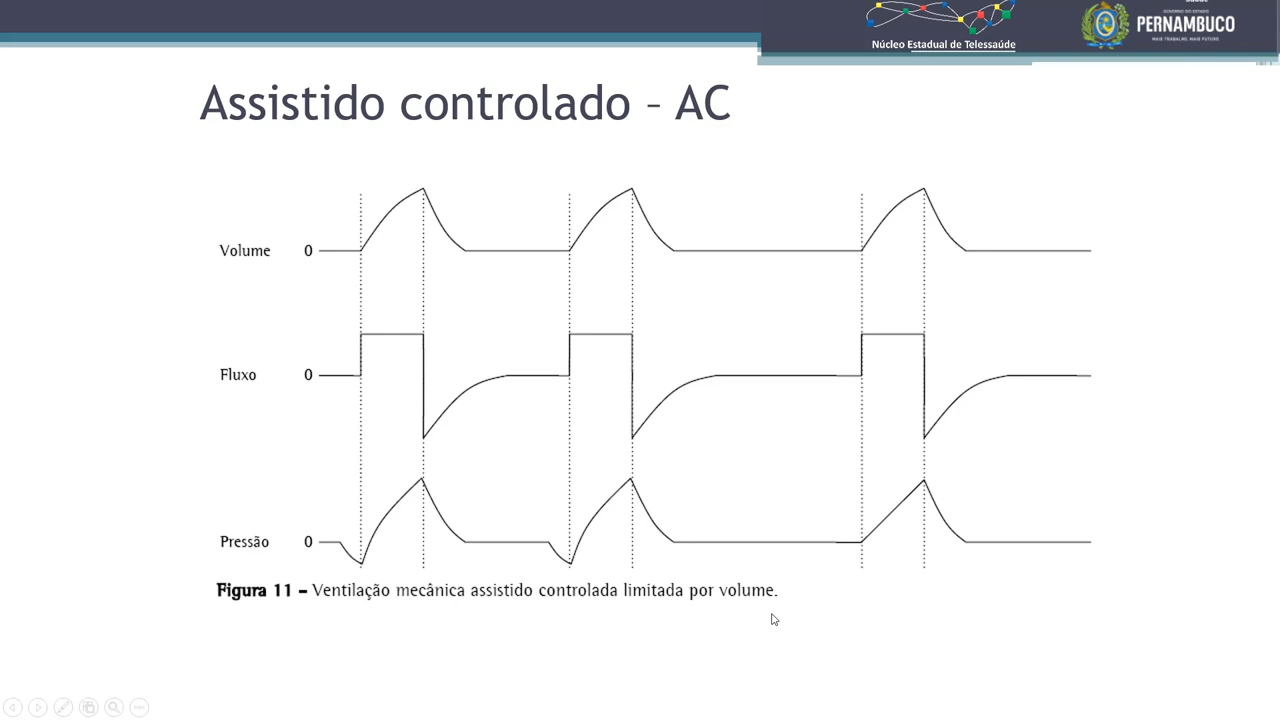 Núcleo Estadual de Telessaúde
GOVERNO DO ESTADO
PERNAMBUCO
MAIS TRABALHO, MAIS FUTURO
Assistido controlado – AC
Volume 0
Fluxo 0
Pressão 0
Figura 11 – Ventilação mecânica assistido controlada limitada por volume.